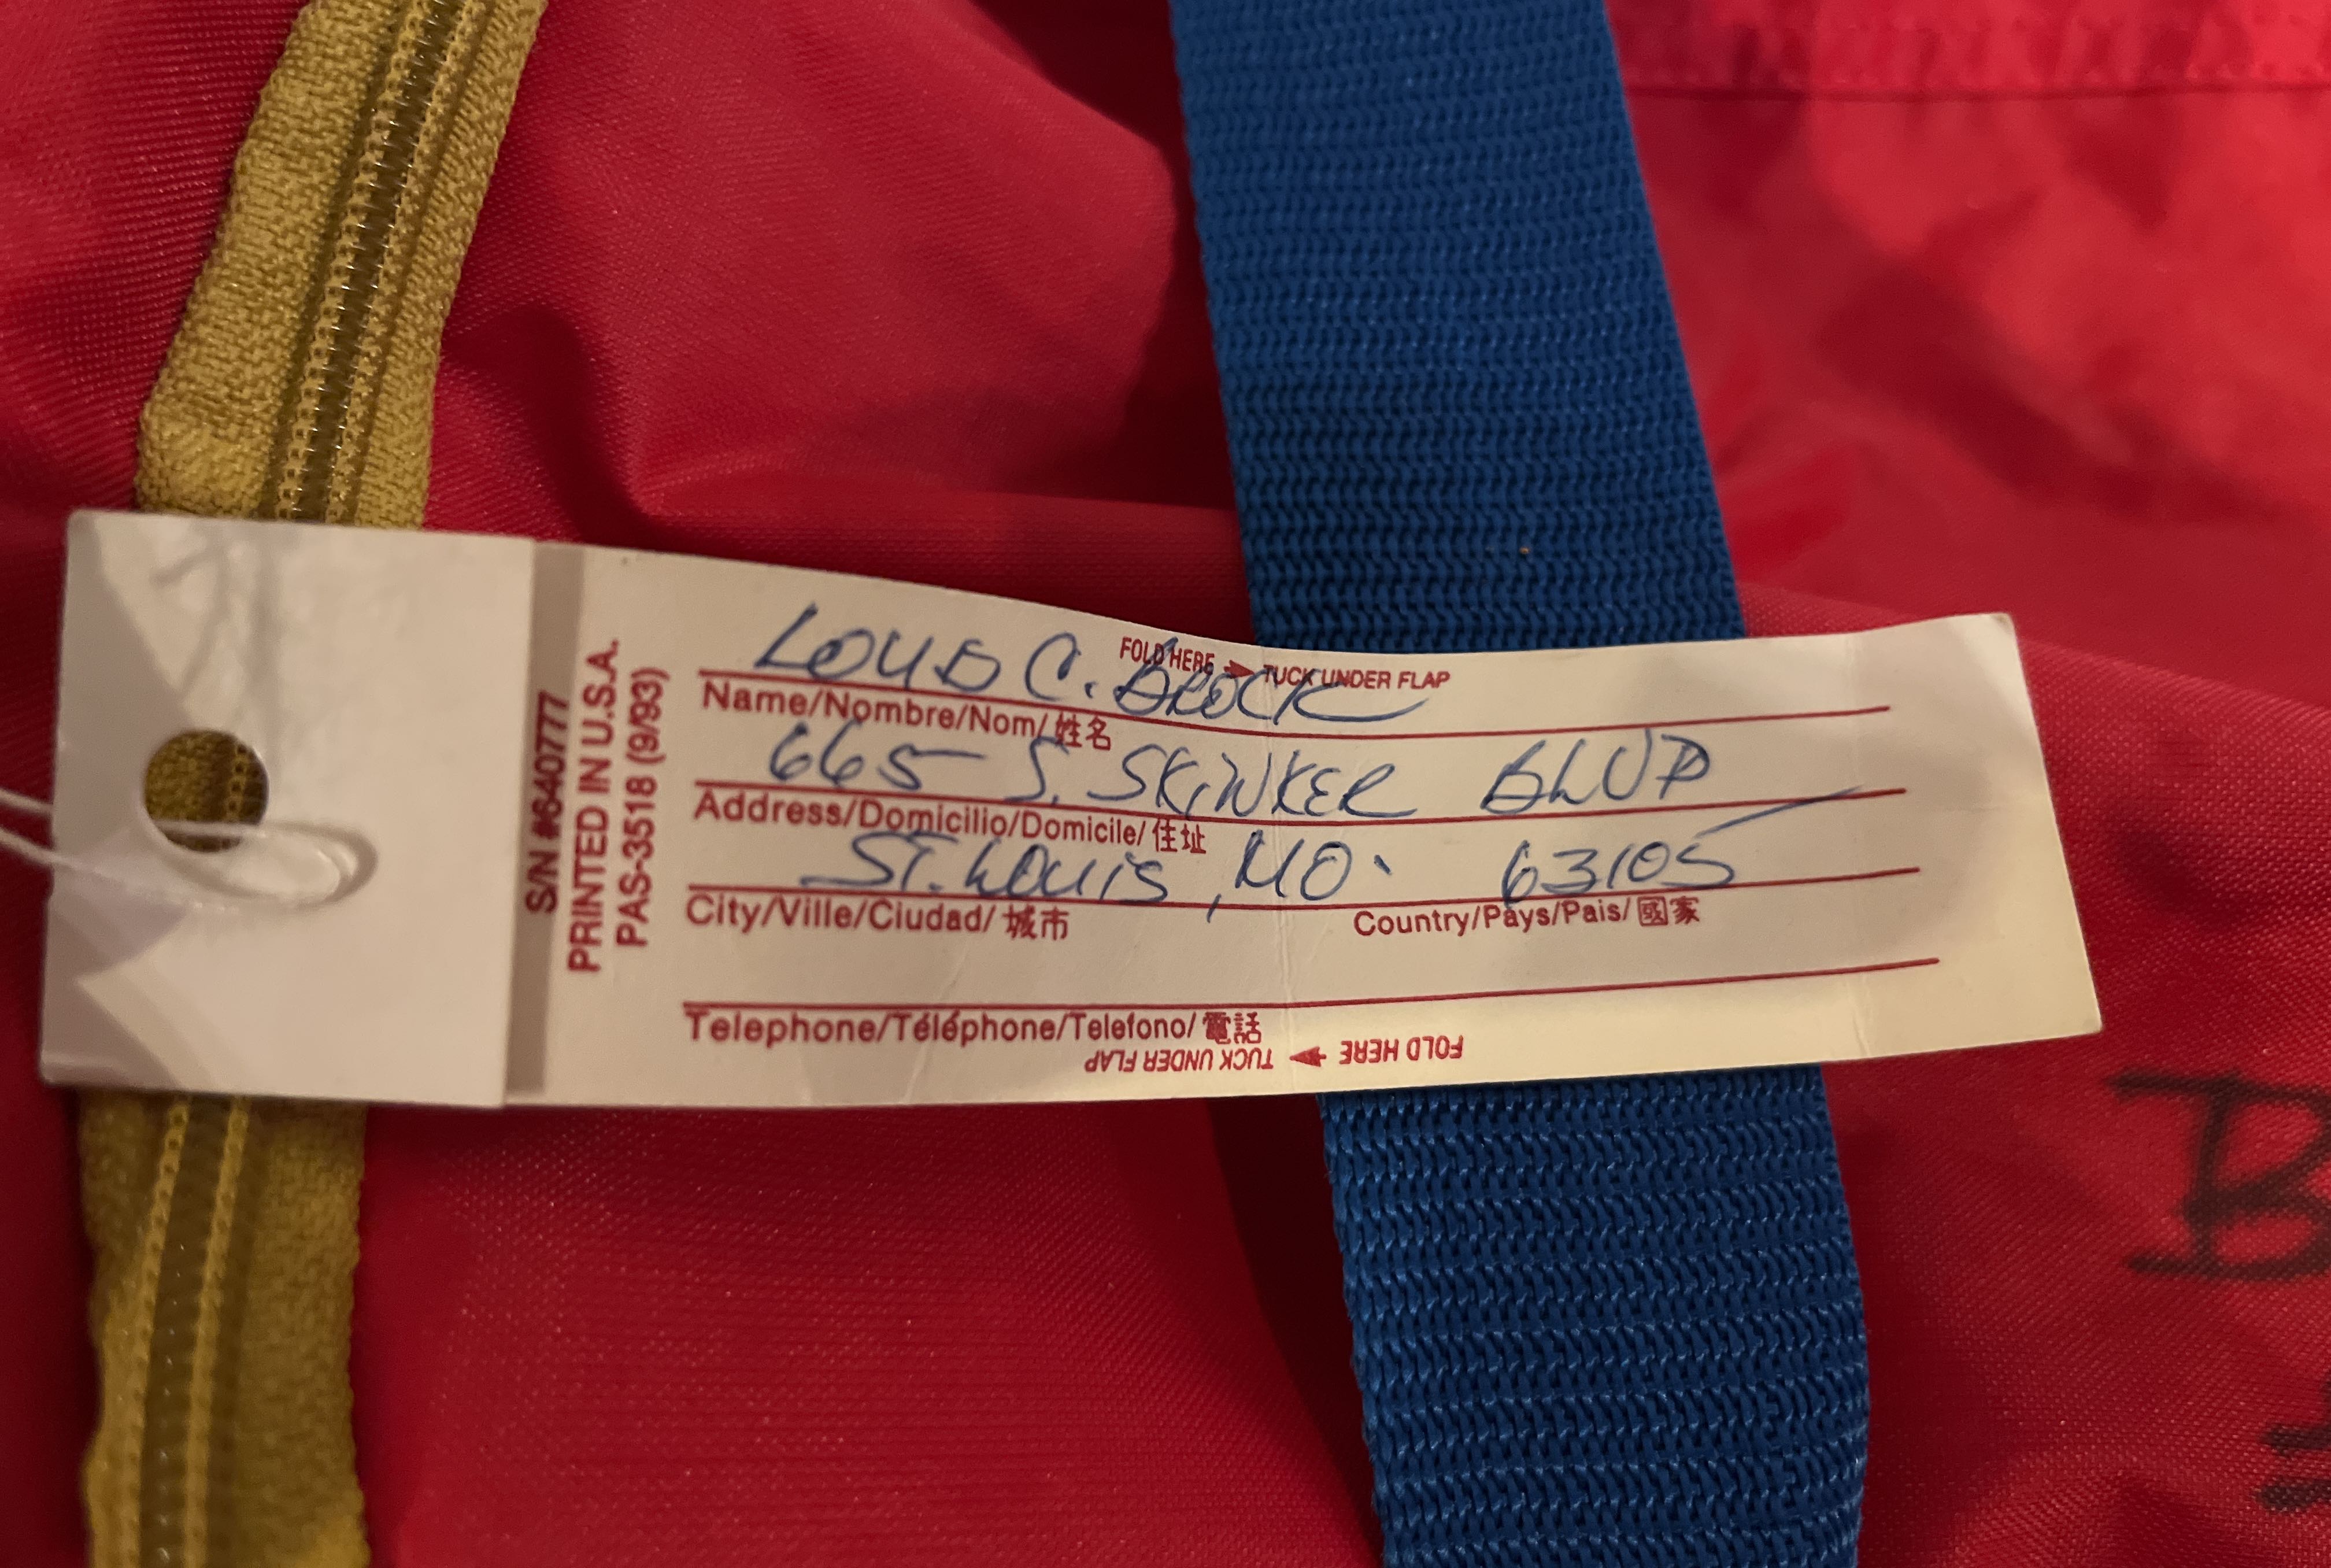 S/N #640777
PRINTED IN U.S.A.
PAS-3518 (9/93)
FOLD HERE TUCK UNDER FLAP
LOU B C. BROCK
Name/Nombre/Nom/姓名
665 S. SKINKER BLVD
Address/Domicilio/Domicile/住址
ST. LOUIS, MO. 63105
City/Ville/Ciudad/城市 Country/Pays/Pais/國家
Telephone/Téléphone/Telefono/電話
FOLD HERE TUCK UNDER FLAP
B